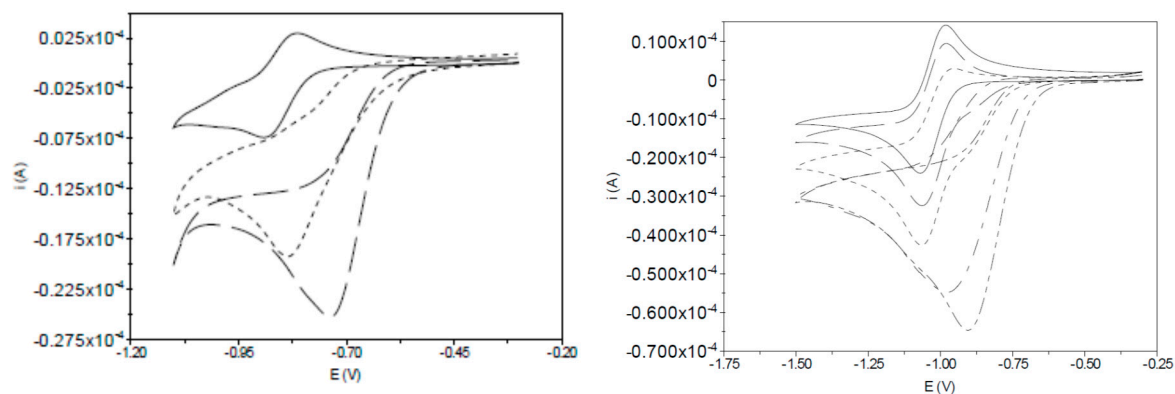 0.025x10⁻⁴
-0.025x10⁻⁴
-0.075x10⁻⁴
-0.125x10⁻⁴
-0.175x10⁻⁴
-0.225x10⁻⁴
-0.275x10⁻⁴
i (A)
-1.20 -0.95 -0.70 -0.45 -0.20
E (V)
0.100x10⁻⁴
0
-0.100x10⁻⁴
-0.200x10⁻⁴
-0.300x10⁻⁴
-0.400x10⁻⁴
-0.500x10⁻⁴
-0.600x10⁻⁴
-0.700x10⁻⁴
i (A)
-1.75 -1.50 -1.25 -1.00 -0.75 -0.50 -0.25
E (V)